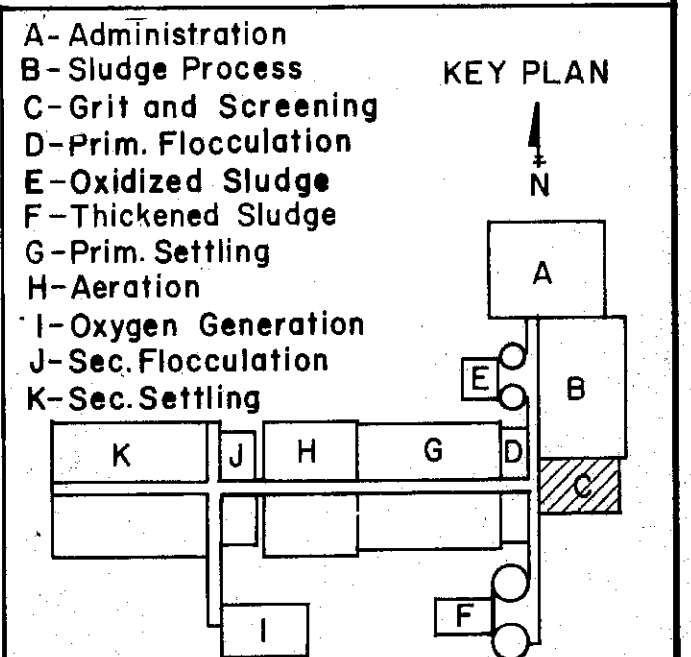 A-Administration
B-Sludge Process
KEY PLAN
C-Grit and Screening
D-Prim. Flocculation
E-Oxidized Sludge
N
F-Thickened Sludge
G-Prim. Settling
H-Aeration
I-Oxygen Generation
J-Sec. Flocculation
K-Sec. Settling
A
E
B
K
J
H
G
D
C
F
I